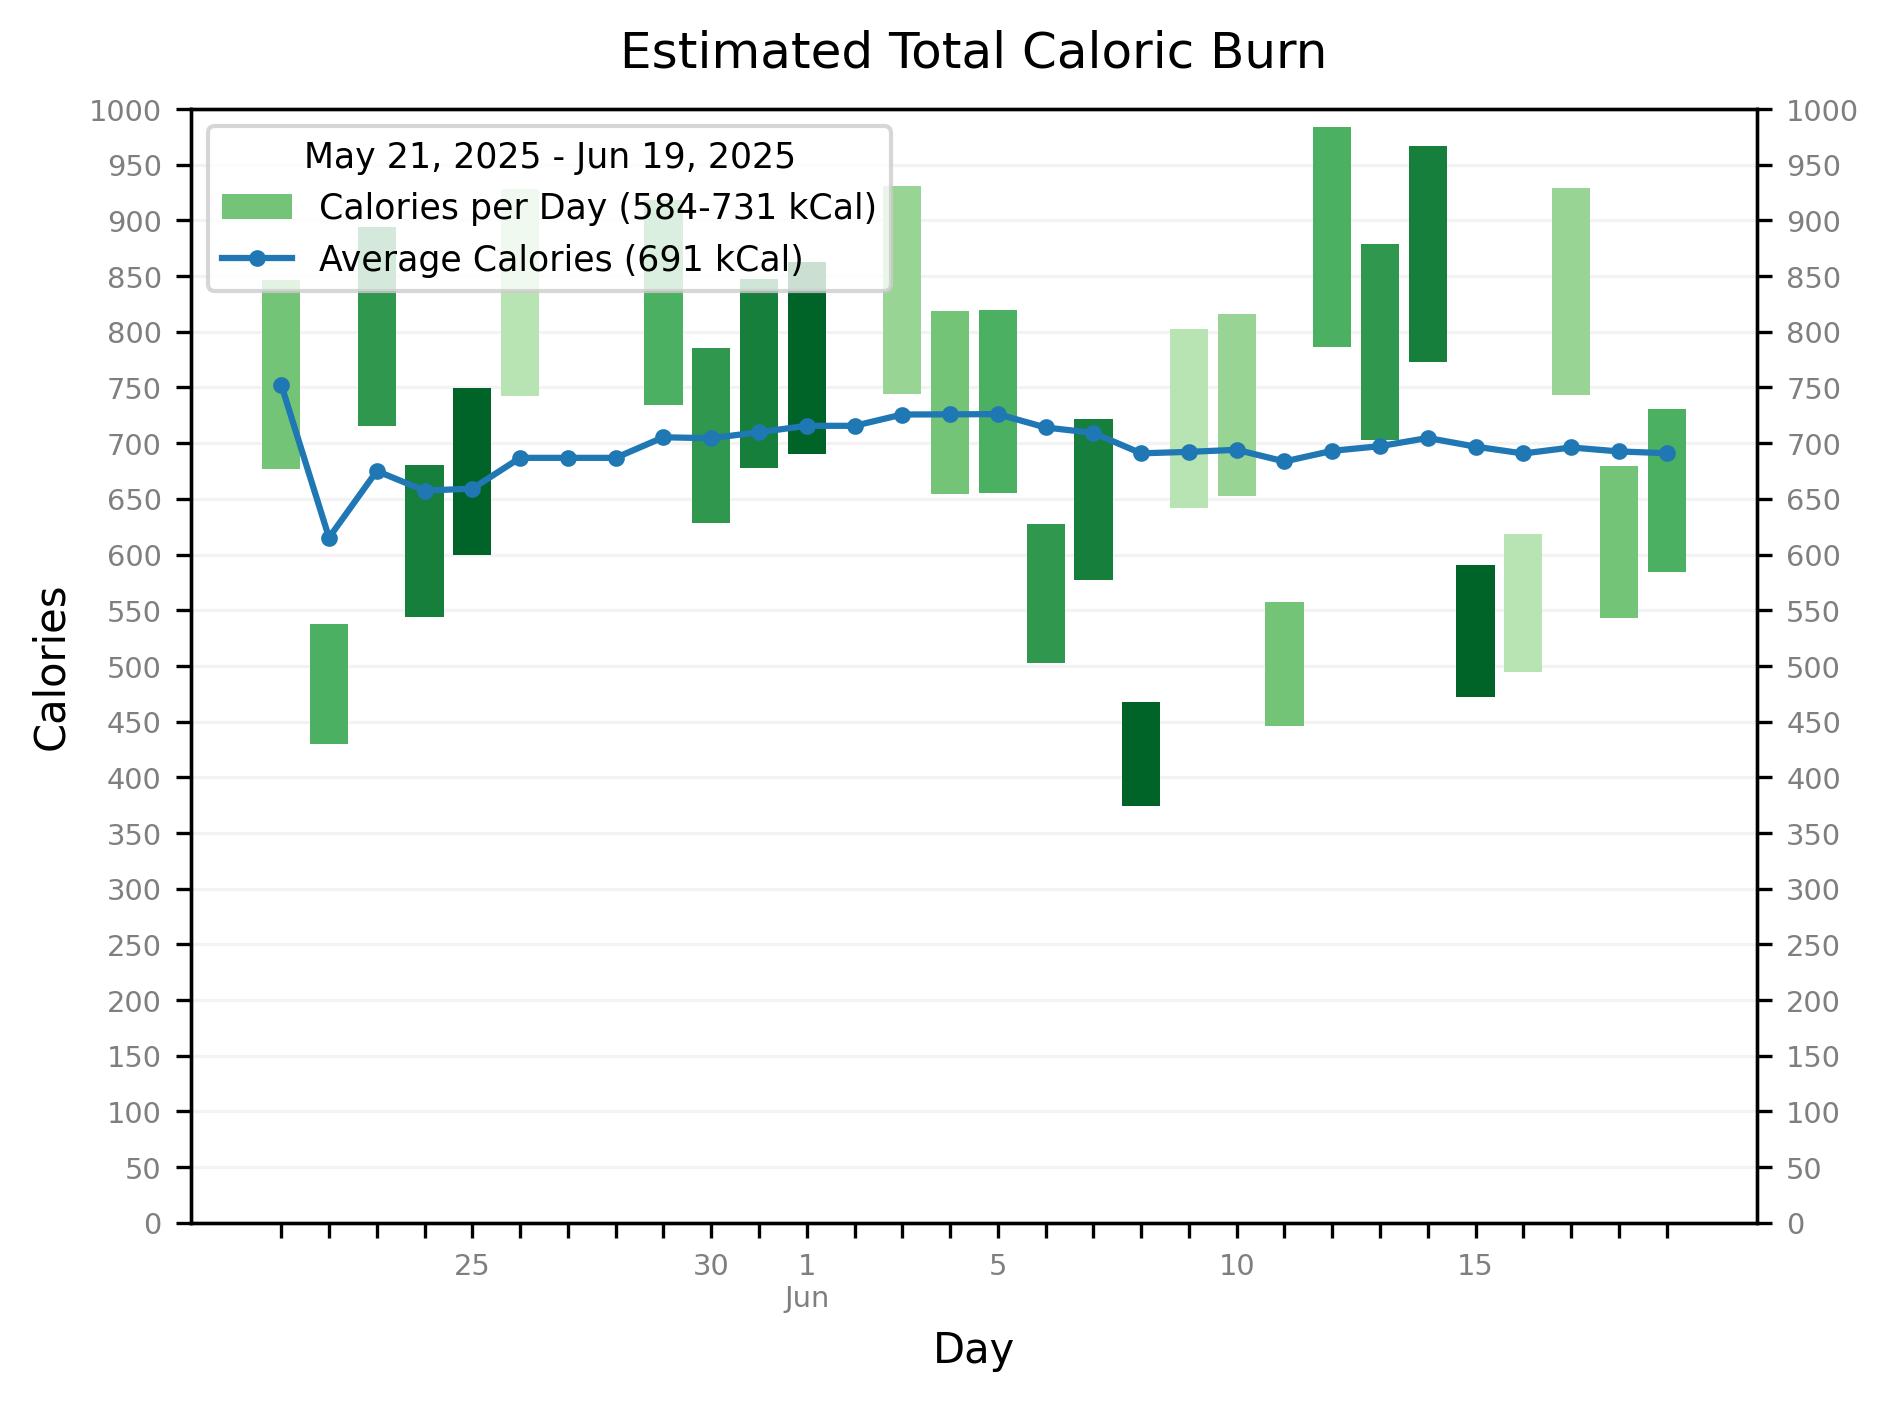 Estimated Total Caloric Burn
May 21, 2025 - Jun 19, 2025
Calories per Day (584-731 kCal)
Average Calories (691 kCal)
1000 1000
950 950
900 900
850 850
800 800
750 750
700 700
650 650
600 600
550 550
500 500
450 450
400 400
350 350
300 300
250 250
200 200
150 150
100 100
50 50
0 0
Calories
25 30 1 5 10 15
Jun
Day